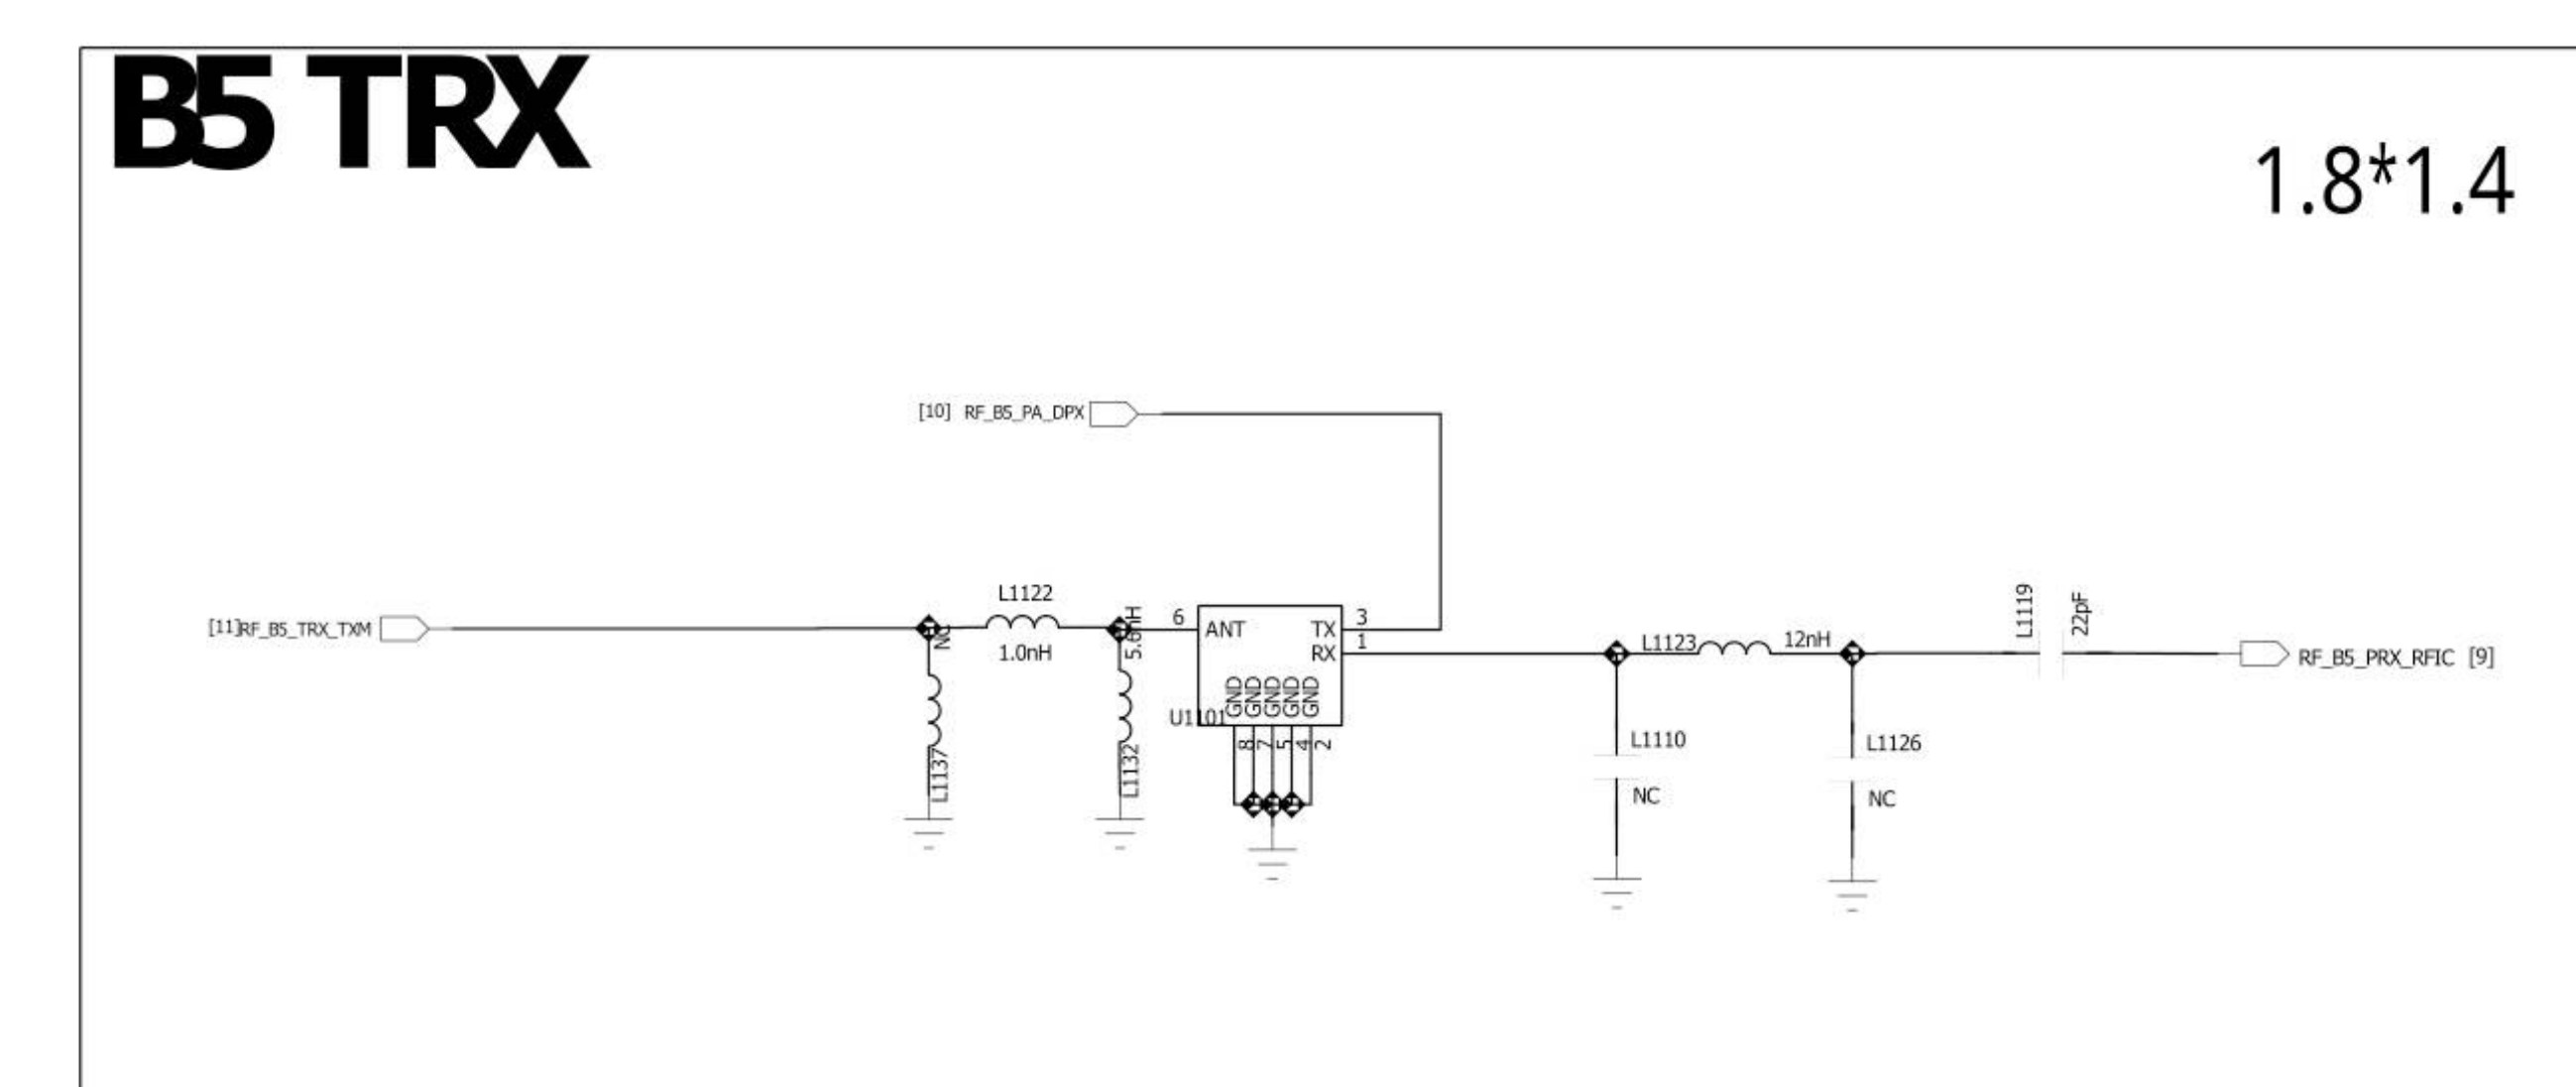 B5 TRX
1.8*1.4
[10] RF_B5_PA_DPX
[11]RF_B5_TRX_TXM
NC
L1137
L1122
1.0nH
5.6nH
L1132
6
ANT
TX
RX
3
1
GND
GND
GND
GND
GND
U1101
8
7
5
4
2
L1123
12nH
L1110
NC
L1126
NC
L1119
22pF
RF_B5_PRX_RFIC [9]